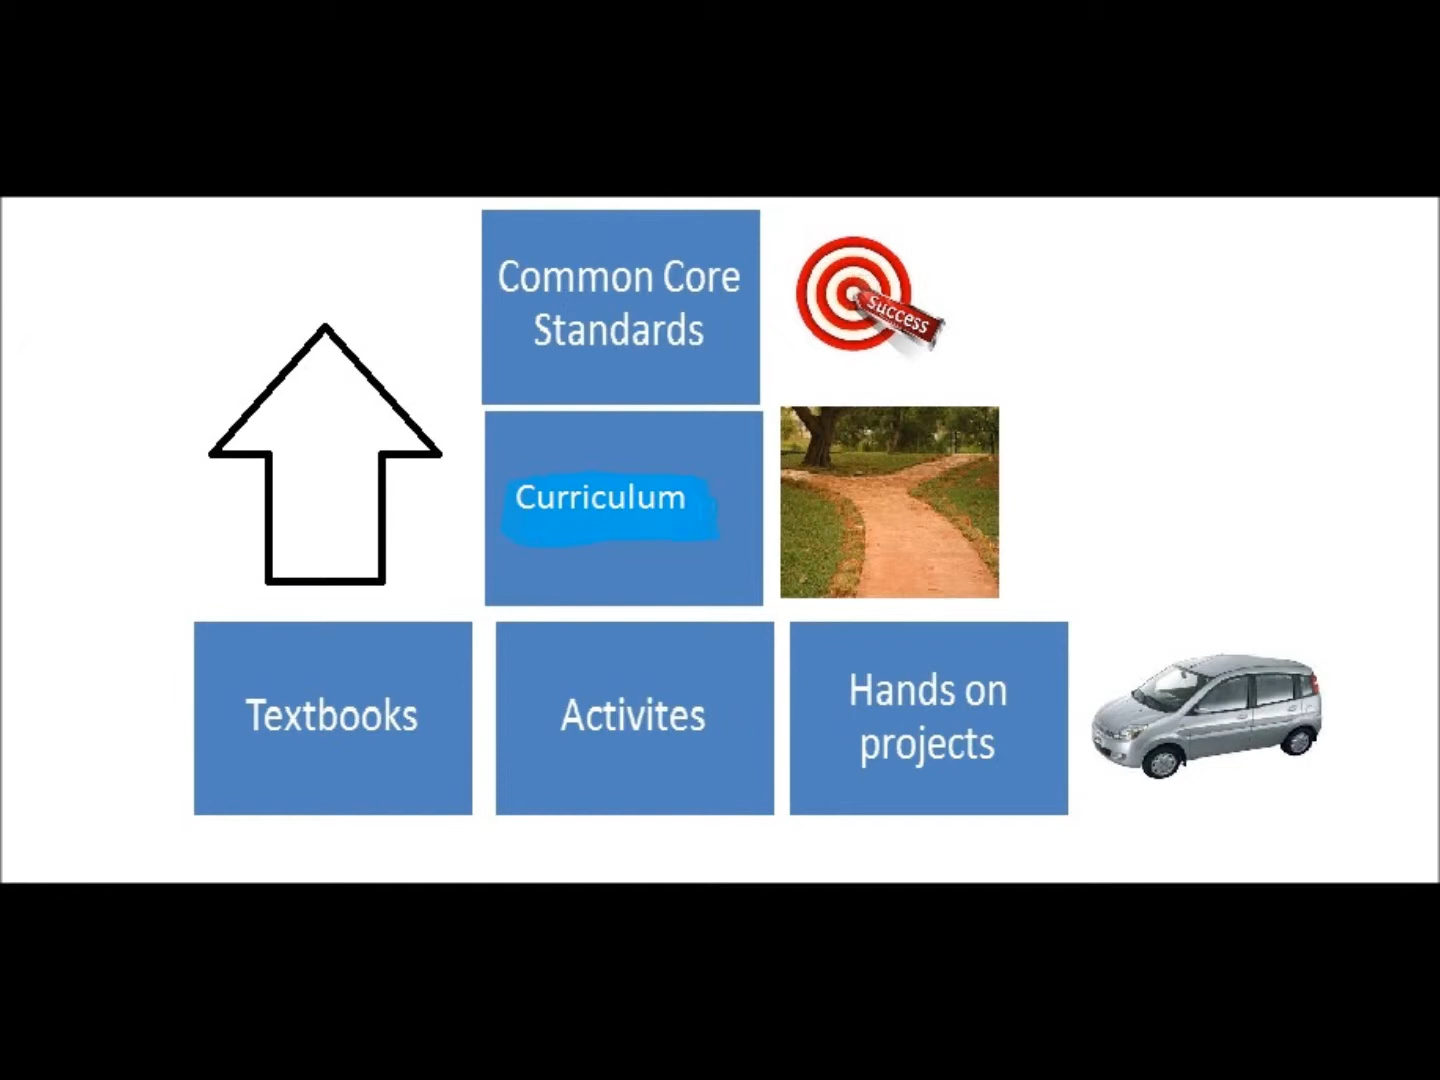 Common Core
Standards
success
Curriculum
Textbooks
Activites
Hands on
projects